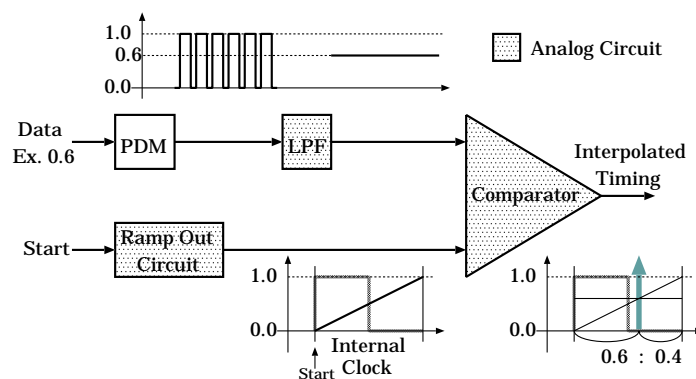 1.0
0.6
0.0
Analog Circuit
Data
Ex. 0.6
PDM
LPF
Comparator
Interpolated
Timing
Start
Ramp Out
Circuit
1.0
0.0
Internal
Clock
Start
1.0
0.0
0.6 : 0.4